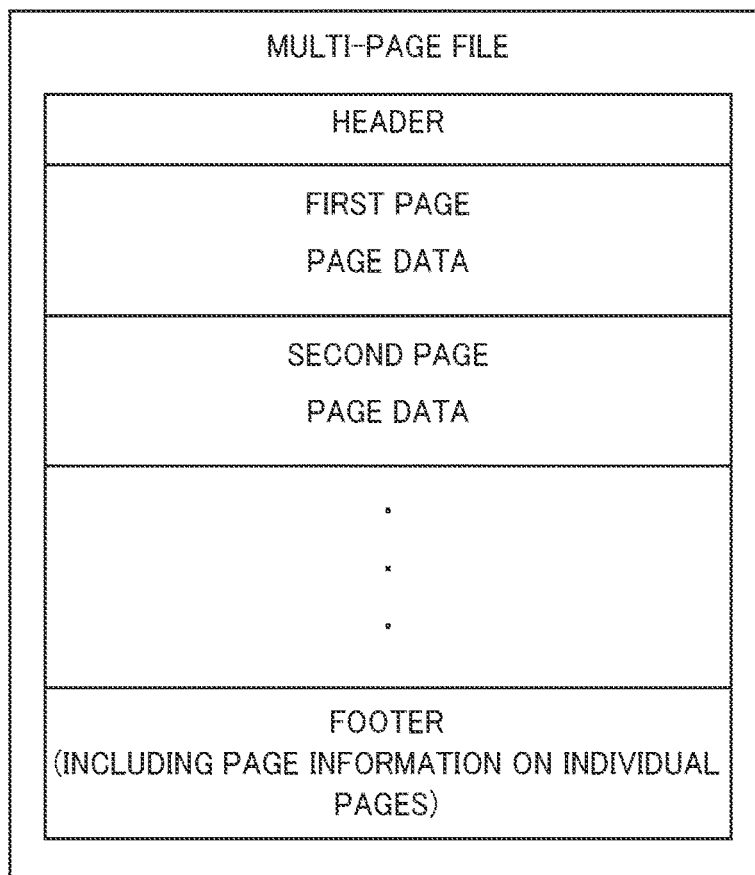 MULTI-PAGE FILE
HEADER
FIRST PAGE
PAGE DATA
SECOND PAGE
PAGE DATA
FOOTER
(INCLUDING PAGE INFORMATION ON INDIVIDUAL
PAGES)